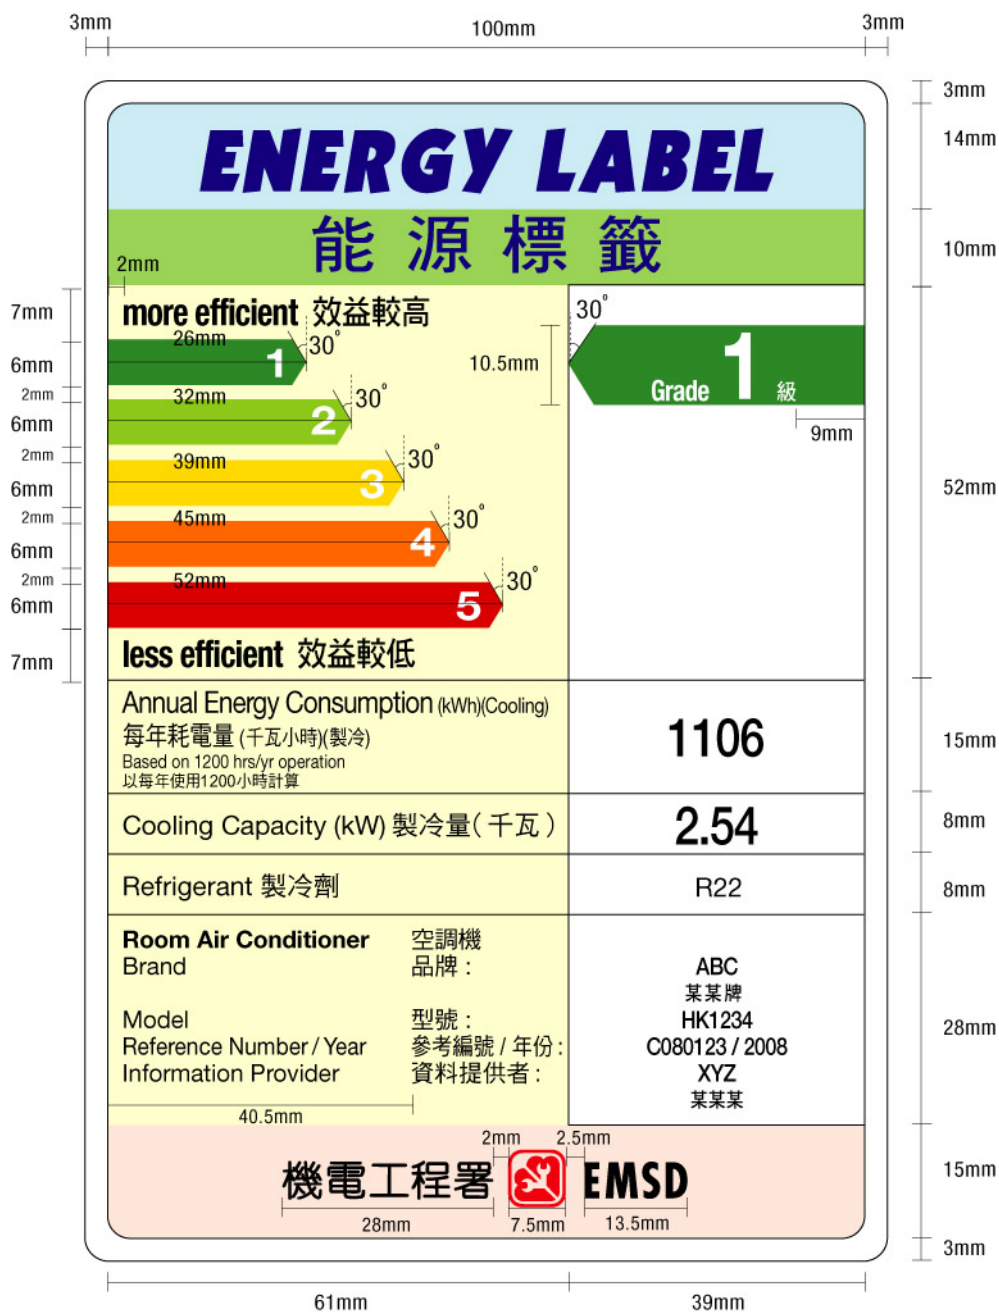 3mm 100mm 3mm
3mm
ENERGY LABEL 14mm
能源標籤 10mm
2mm
7mm more efficient 效益較高 30°
26mm 30°
6mm 1 10.5mm Grade 1 級
2mm 32mm 30°
6mm 2 9mm
2mm 39mm 30°
6mm 3 52mm
2mm 45mm 30°
6mm 4
2mm 52mm 30°
6mm 5
7mm less efficient 效益較低
Annual Energy Consumption (kWh)(Cooling)
每年耗電量 (千瓦小時)(製冷) 1106 15mm
Based on 1200 hrs/yr operation
以每年使用1200小時計算
Cooling Capacity (kW) 製冷量(千瓦) 2.54 8mm
Refrigerant 製冷劑 R22 8mm
Room Air Conditioner 空調機
Brand 品牌 : ABC
某某牌
Model 型號 : HK1234 28mm
Reference Number / Year 參考編號 / 年份 : C080123 / 2008
Information Provider 資料提供者 : XYZ
某某某
40.5mm
2mm 2.5mm
機電工程署 EMSD 15mm
28mm 7.5mm 13.5mm
3mm
61mm 39mm